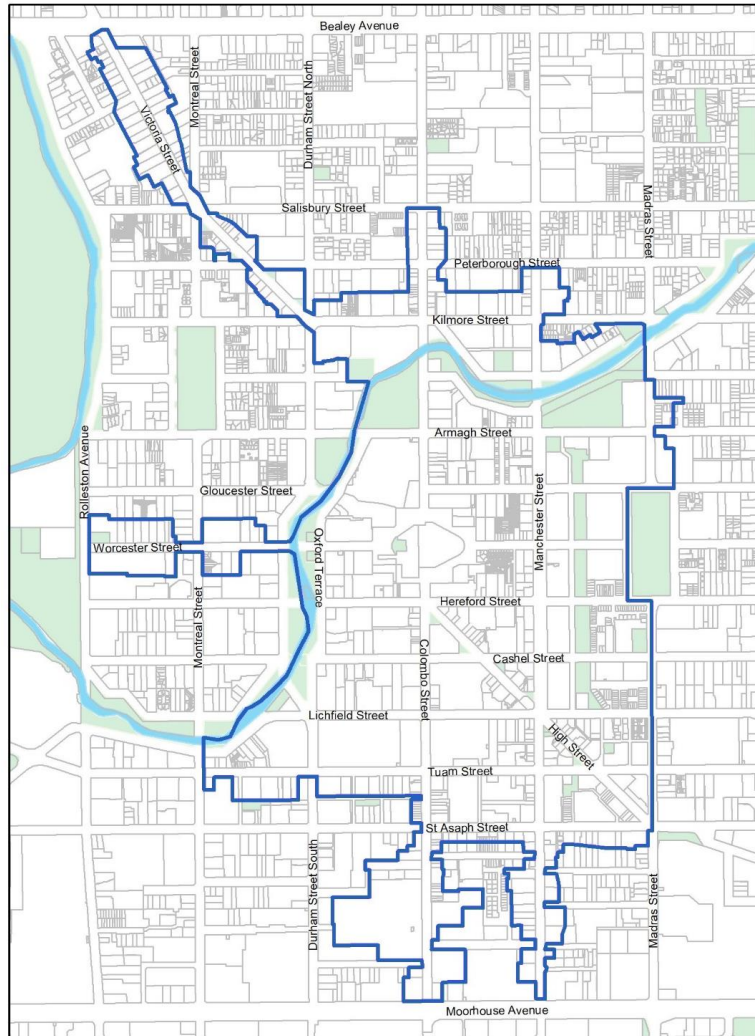 Bealey Avenue
Montreal Street
Durham Street North
Victoria Street
Salisbury Street
Madras Street
Peterborough Street
Kilmore Street
Armagh Street
Rolleston Avenue
Gloucester Street
Manchester Street
Worcester Street
Oxford Terrace
Hereford Street
Montreal Street
Cashel Street
Colombo Street
Lichfield Street
High Street
Tuam Street
St Asaph Street
Durham Street South
Madras Street
Moorhouse Avenue